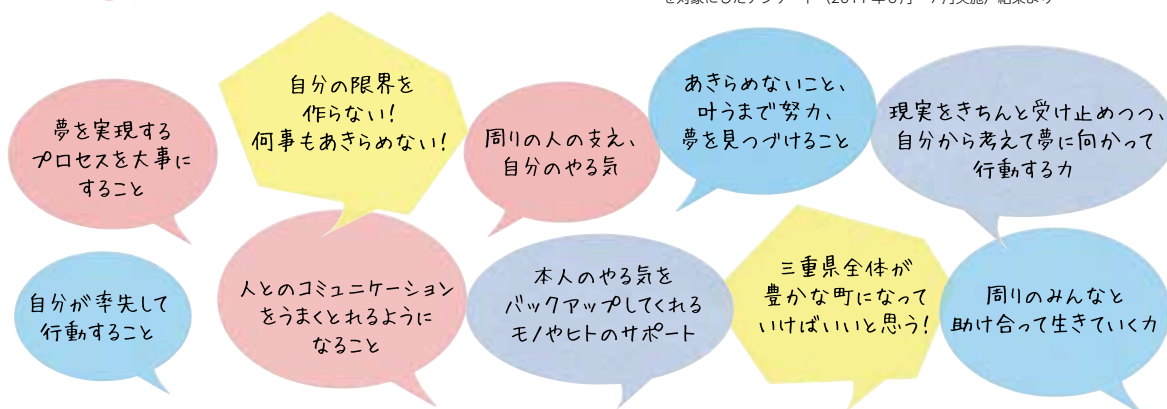 夢を実現する
プロセスを大事に
すること
自分の限界を
作らない!
何事もあきらめない!
周りの人の支え、
自分のやる気
あきらめないこと、
叶うまで努力、
夢を見つづけること
現実をきちんと受け止めつつ、
自分から考えて夢に向かって
行動する力
自分が率先して
行動すること
人とのコミュニケーション
をうまくとれるように
なること
本人のやる気を
バックアップしてくれる
モノやヒトのサポート
三重県全体が
豊かな町になって
いけばいいと思う!
周りのみんなと
助け合って生きていく力